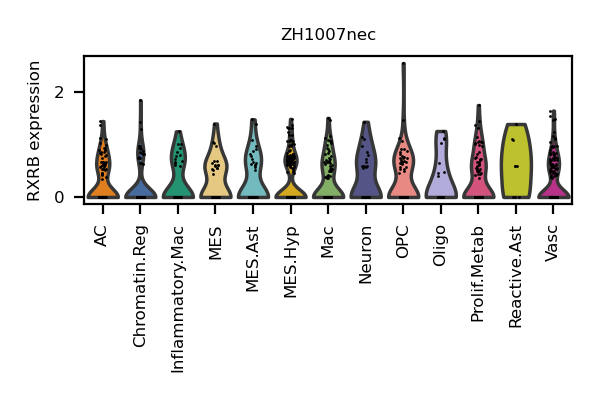 ZH1007nec
RXRB expression
2
0
AC
Chromatin.Reg
Inflammatory.Mac
MES
MES.Ast
MES.Hyp
Mac
Neuron
OPC
Oligo
Prolif.Metab
Reactive.Ast
Vasc